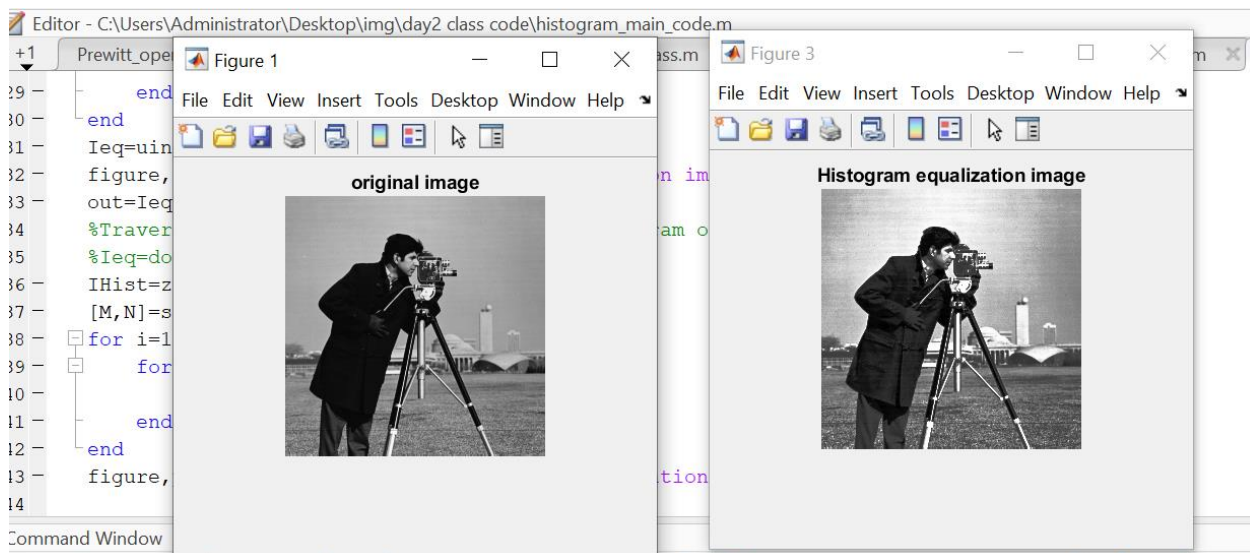 Editor - C:\Users\Administrator\Desktop\img\day2 class code\histogram_main_code.m
+1 Prewitt_oper ass.m m
Figure 1
File Edit View Insert Tools Desktop Window Help
original image
Figure 3
File Edit View Insert Tools Desktop Window Help
Histogram equalization image
29 end
30 end
31 Ieq=uin
32 figure, n im
33 out=Ieq
34 %Traver ram o
35 %Ieq=do
36 IHist=z
37 [M,N]=s
38 for i=1
39 for
40
41 end
42 end
43 figure, tion
44
Command Window